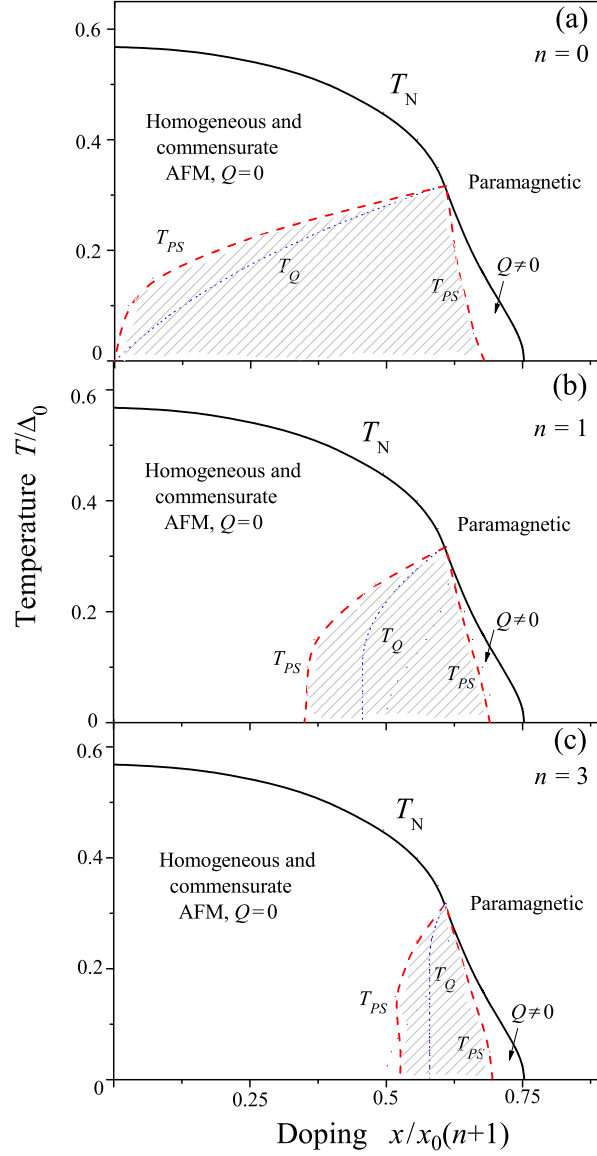 (a)
n = 0
0.6
T_N
Homogeneous and
commensurate
AFM, Q=0
0.4
Paramagnetic
T_PS
0.2
T_Q
T_PS
Q≠0
0
(b)
n = 1
0.6
T_N
Homogeneous and
commensurate
AFM, Q=0
0.4
Paramagnetic
0.2
Q≠0
T_PS
T_Q
T_PS
0
(c)
n = 3
0.6
T_N
0.4
Homogeneous and
commensurate
AFM, Q=0
Paramagnetic
0.2
T_Q
T_PS
Q≠0
T_PS
0
0.25
0.5
0.75
Temperature T/Δ₀
Doping x/x₀(n+1)